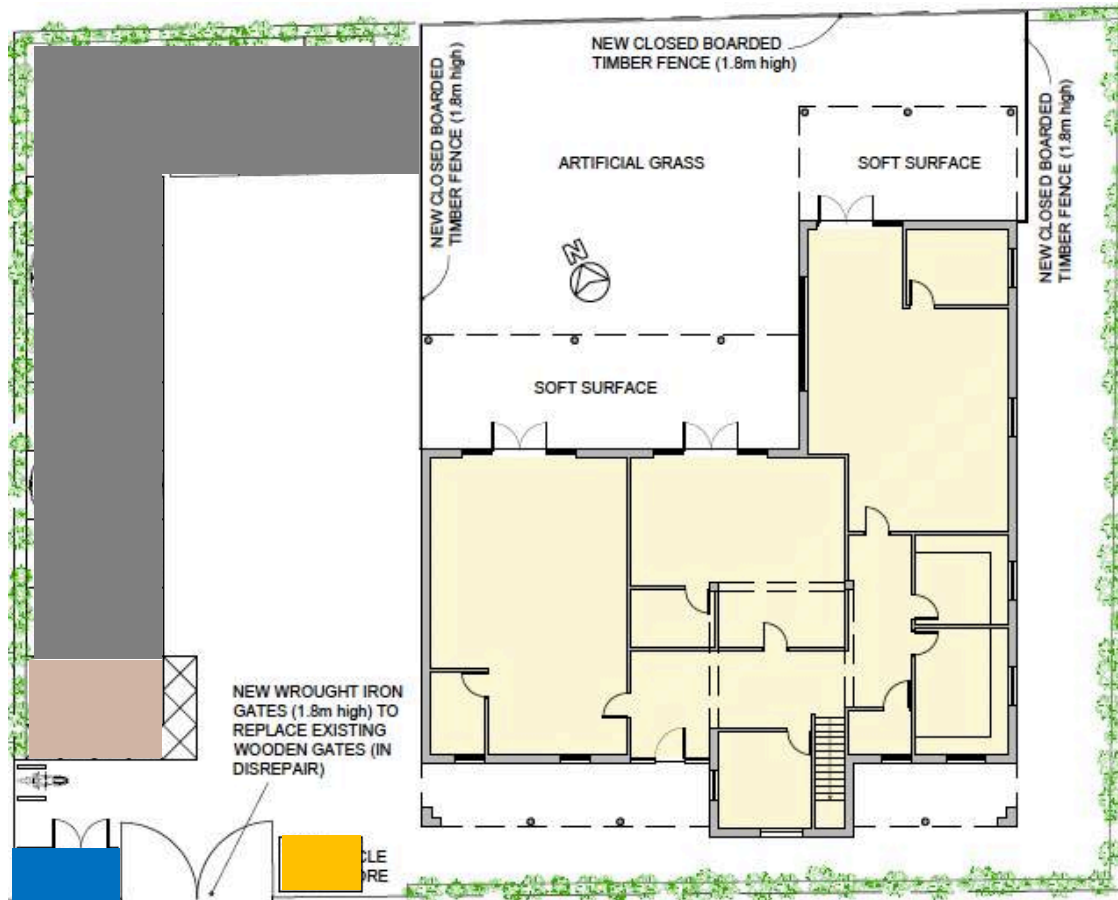 NEW CLOSED BOARDED
TIMBER FENCE (1.8m high)
NEW CLOSED BOARDED
TIMBER FENCE (1.8m high)
ARTIFICIAL GRASS
SOFT SURFACE
NEW CLOSED BOARDED
TIMBER FENCE (1.8m high)
N
SOFT SURFACE
NEW WROUGHT IRON
GATES (1.8m high) TO
REPLACE EXISTING
WOODEN GATES (IN
DISREPAIR)
CLE
ORE